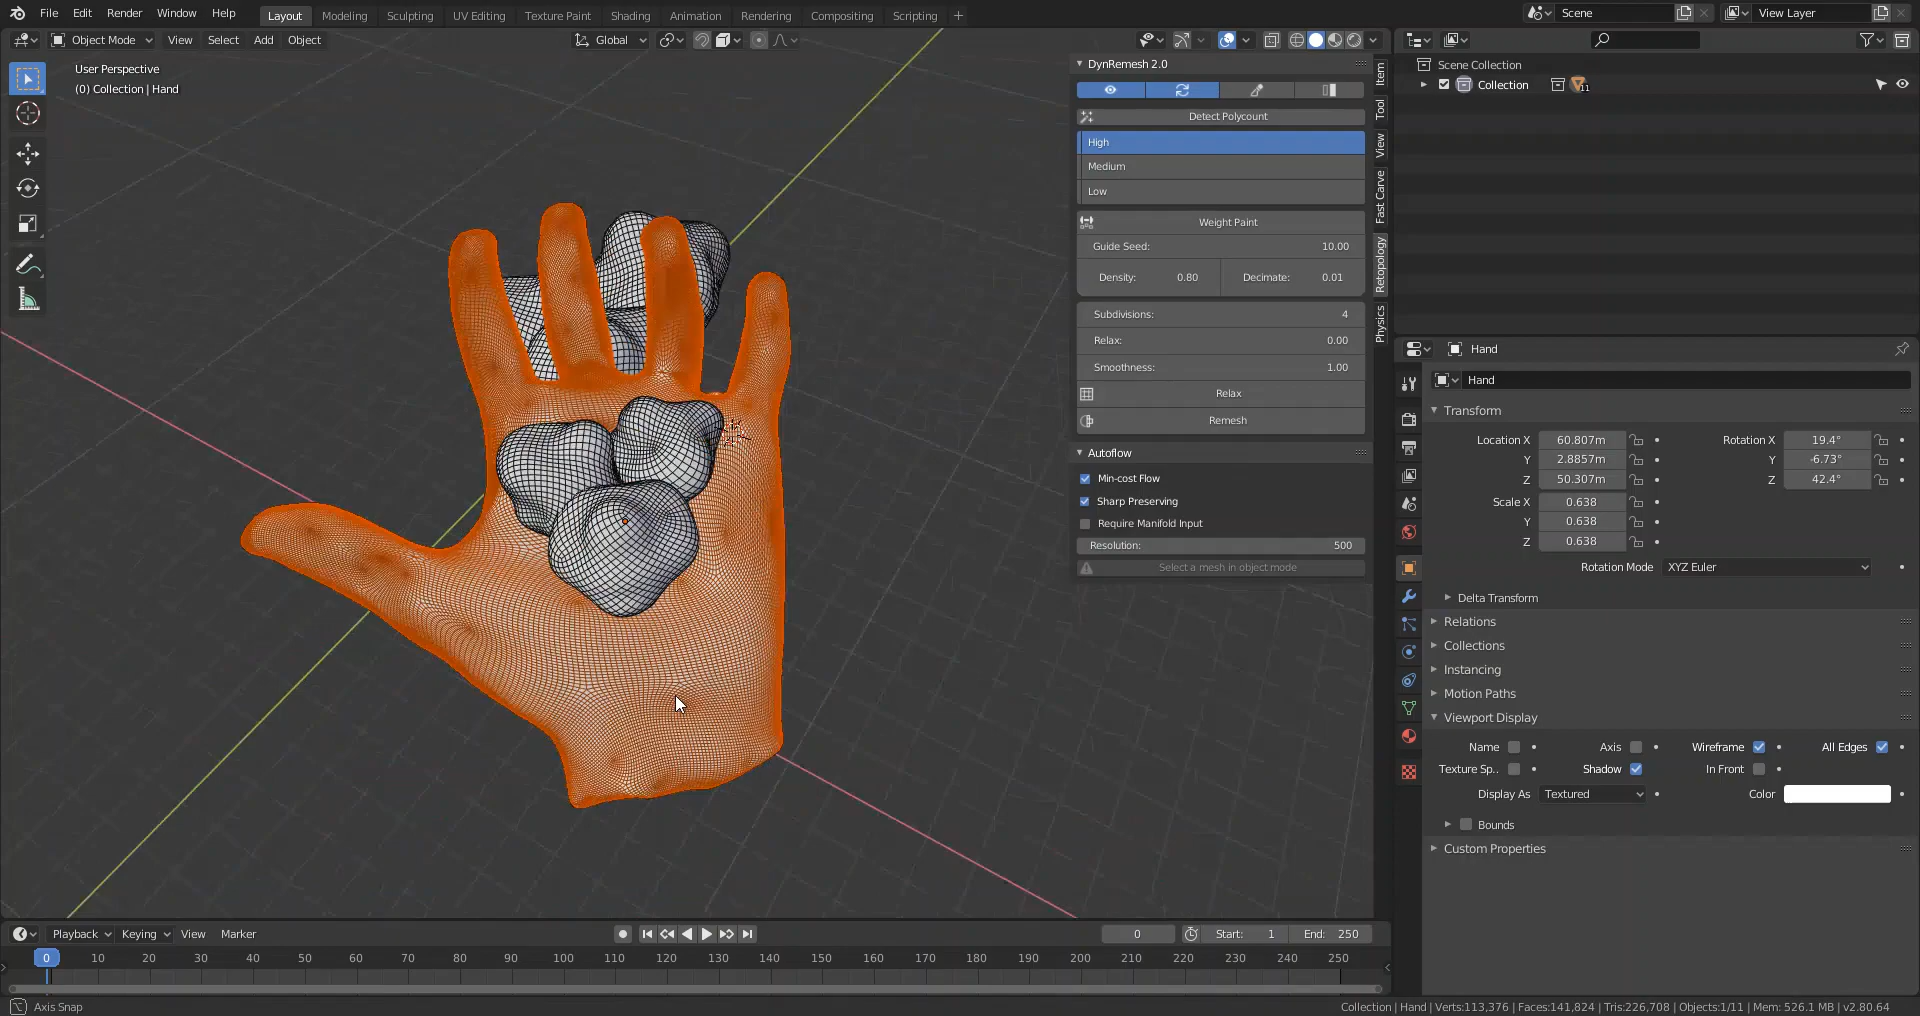 File Edit Render Window Help Layout Modeling Sculpting UV Editing Texture Paint Shading Animation Rendering Compositing Scripting + Scene View Layer
Object Mode View Select Add Object Global
User Perspective
(0) Collection | Hand
DynRemesh 2.0
Detect Polycount
High
Medium
Low
Weight Paint
Guide Seed: 10.00
Density: 0.80 Decimate: 0.01
Subdivisions: 4
Relax: 0.00
Smoothness: 1.00
Relax
Remesh
Autoflow
Min-cost Flow
Sharp Preserving
Require Manifold Input
Resolution: 500
Select a mesh in object mode
Item
Tool
View
Fast Carve
Retopology
Physics
Scene Collection
Collection 11
Hand
Hand
Transform
Location X 60.807m Rotation X 19.4°
Y 2.8857m Y -6.73°
Z 50.307m Z 42.4°
Scale X 0.638
Y 0.638
Z 0.638
Rotation Mode XYZ Euler
Delta Transform
Relations
Collections
Instancing
Motion Paths
Viewport Display
Name Axis Wireframe All Edges
Texture Sp.. Shadow In Front
Display As Textured Color
Bounds
Custom Properties
Playback Keying View Marker 0 Start: 1 End: 250
0 10 20 30 40 50 60 70 80 90 100 110 120 130 140 150 160 170 180 190 200 210 220 230 240 250
Axis Snap
Collection | Hand | Verts:113,376 | Faces:141,824 | Tris:226,708 | Objects:1/11 | Mem: 526.1 MB | v2.80.64